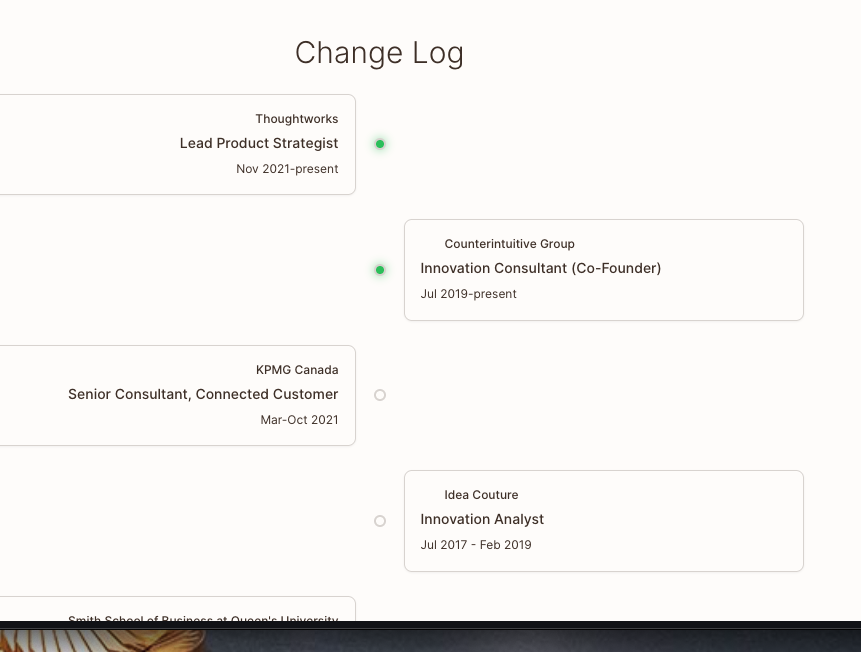 Change Log
Thoughtworks
Lead Product Strategist
Nov 2021-present
Counterintuitive Group
Innovation Consultant (Co-Founder)
Jul 2019-present
KPMG Canada
Senior Consultant, Connected Customer
Mar-Oct 2021
Idea Couture
Innovation Analyst
Jul 2017 - Feb 2019
Smith School of Business at Queen's University